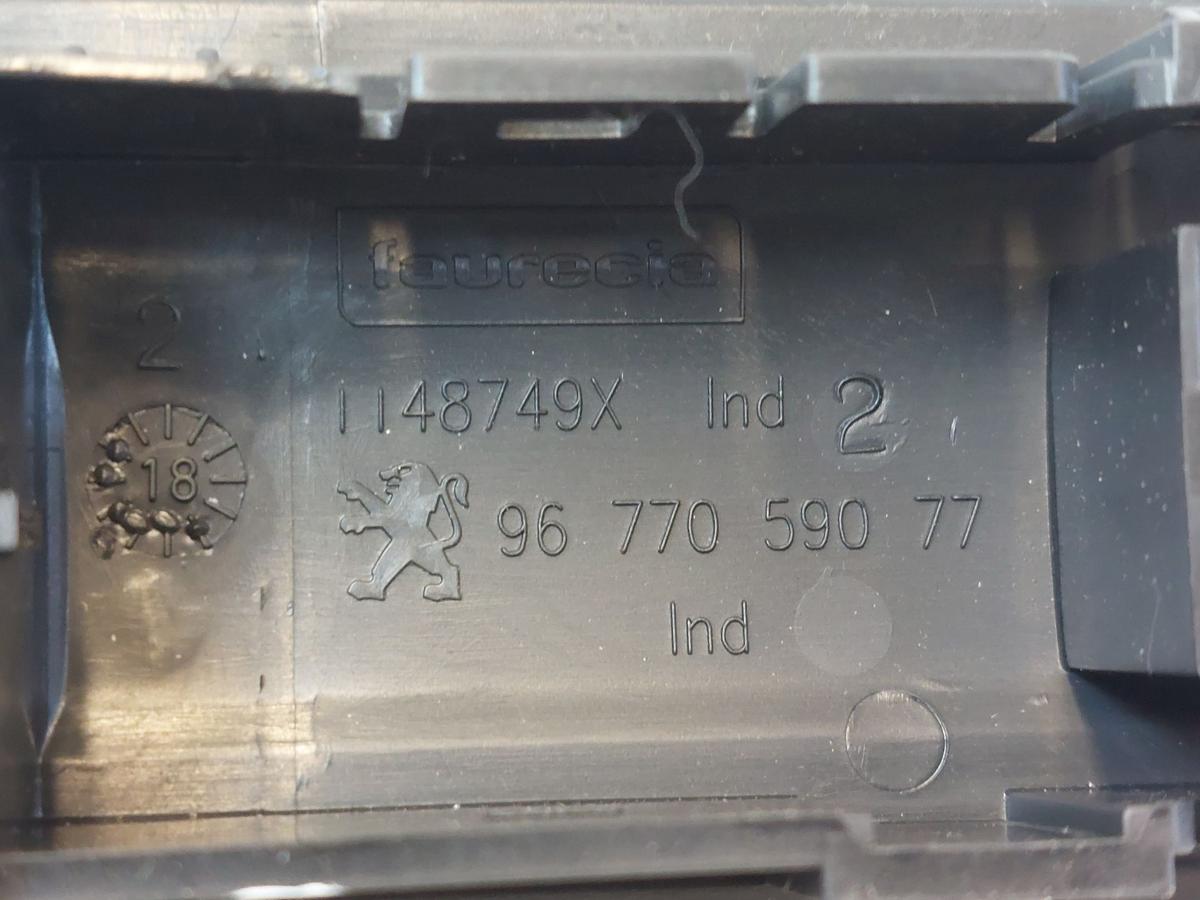 faurecia
2
1148749X Ind 2
18
96 770 590 77
Ind